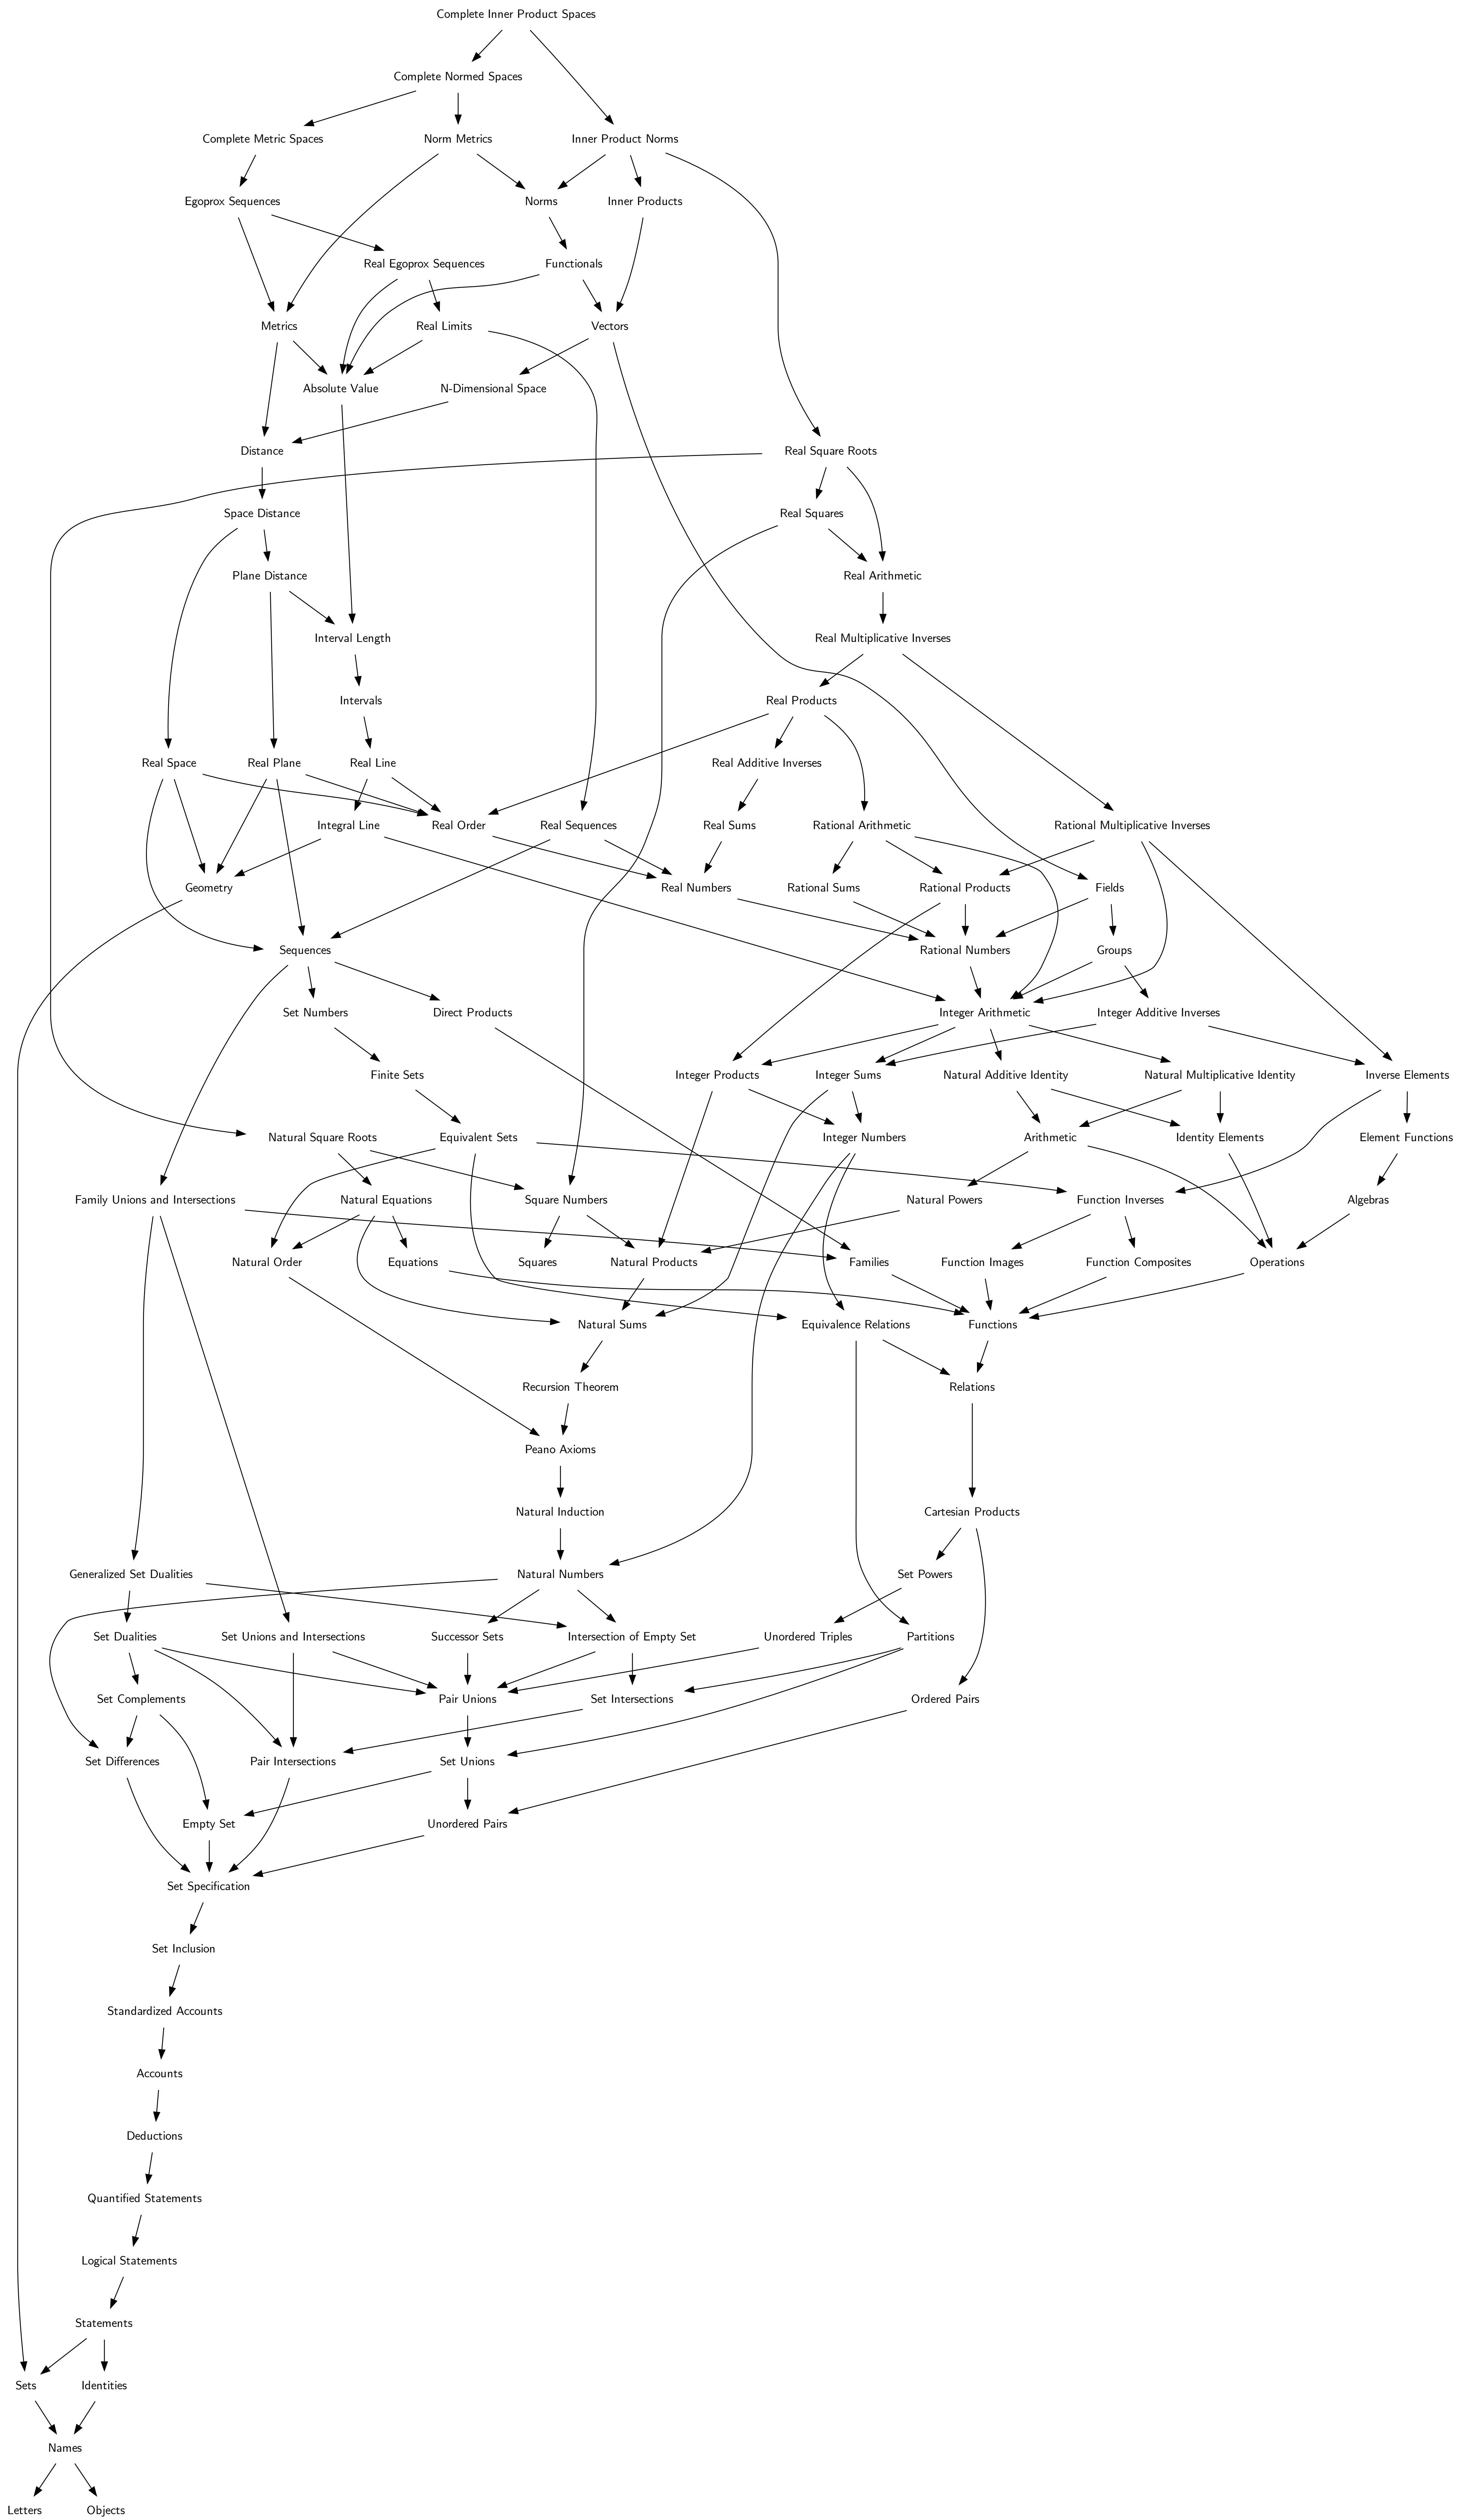 Complete Inner Product Spaces
Complete Normed Spaces
Complete Metric Spaces
Norm Metrics
Inner Product Norms
Egoprox Sequences
Norms
Inner Products
Real Egoprox Sequences
Functionals
Metrics
Real Limits
Vectors
Absolute Value
N-Dimensional Space
Distance
Real Square Roots
Space Distance
Real Squares
Plane Distance
Real Arithmetic
Interval Length
Real Multiplicative Inverses
Intervals
Real Products
Real Space
Real Plane
Real Line
Real Additive Inverses
Integral Line
Real Order
Real Sequences
Real Sums
Rational Arithmetic
Rational Multiplicative Inverses
Geometry
Real Numbers
Rational Sums
Rational Products
Fields
Sequences
Rational Numbers
Groups
Set Numbers
Direct Products
Integer Arithmetic
Integer Additive Inverses
Finite Sets
Integer Products
Integer Sums
Natural Additive Identity
Natural Multiplicative Identity
Inverse Elements
Natural Square Roots
Equivalent Sets
Integer Numbers
Arithmetic
Identity Elements
Element Functions
Family Unions and Intersections
Natural Equations
Square Numbers
Natural Powers
Function Inverses
Algebras
Natural Order
Equations
Squares
Natural Products
Families
Function Images
Function Composites
Operations
Natural Sums
Equivalence Relations
Functions
Recursion Theorem
Relations
Peano Axioms
Natural Induction
Cartesian Products
Generalized Set Dualities
Natural Numbers
Set Powers
Set Dualities
Set Unions and Intersections
Successor Sets
Intersection of Empty Set
Unordered Triples
Partitions
Set Complements
Pair Unions
Set Intersections
Ordered Pairs
Set Differences
Pair Intersections
Set Unions
Empty Set
Unordered Pairs
Set Specification
Set Inclusion
Standardized Accounts
Accounts
Deductions
Quantified Statements
Logical Statements
Statements
Sets
Identities
Names
Letters
Objects